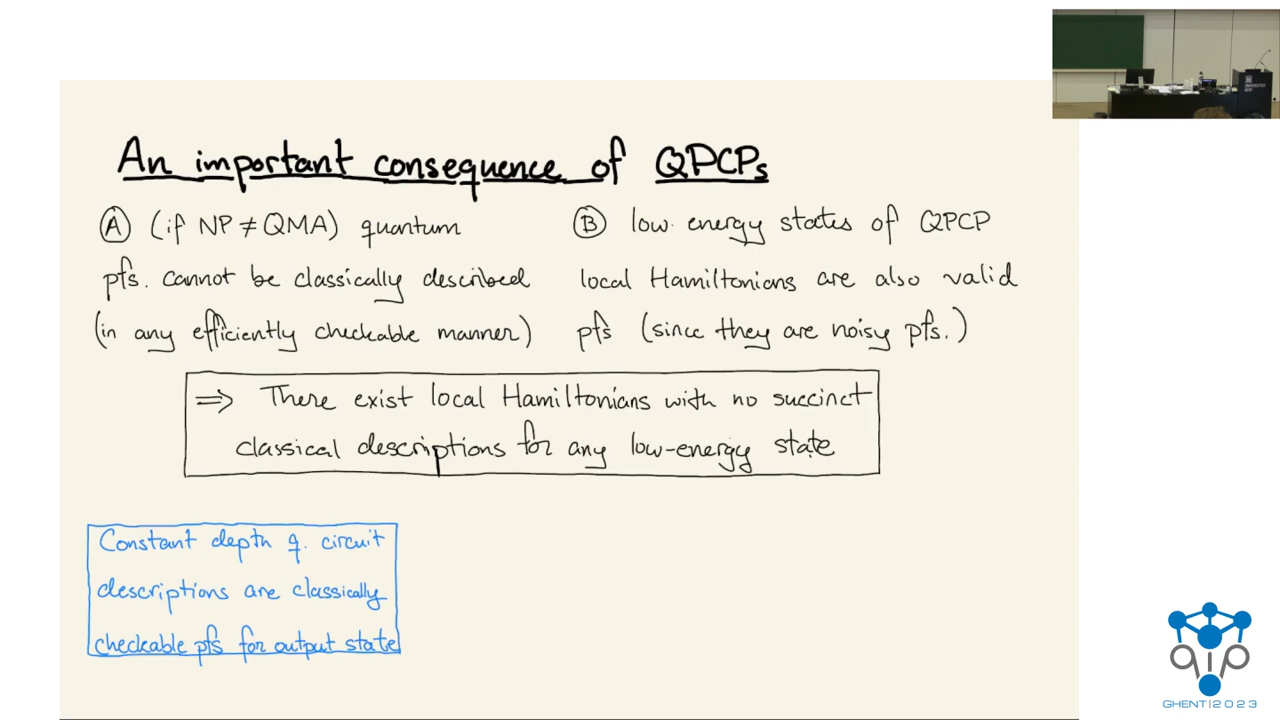 An important consequence of QPCPs
Ⓐ (if NP ≠ QMA) quantum
pfs. cannot be classically described
(in any efficiently checkable manner)
Ⓑ low energy states of QPCP
local Hamiltonians are also valid
pfs (since they are noisy pfs.)
⟹ There exist local Hamiltonians with no succinct
classical descriptions for any low-energy state
Constant depth q. circuit
descriptions are classically
checkable pfs for output state
qip
GHENT|2023